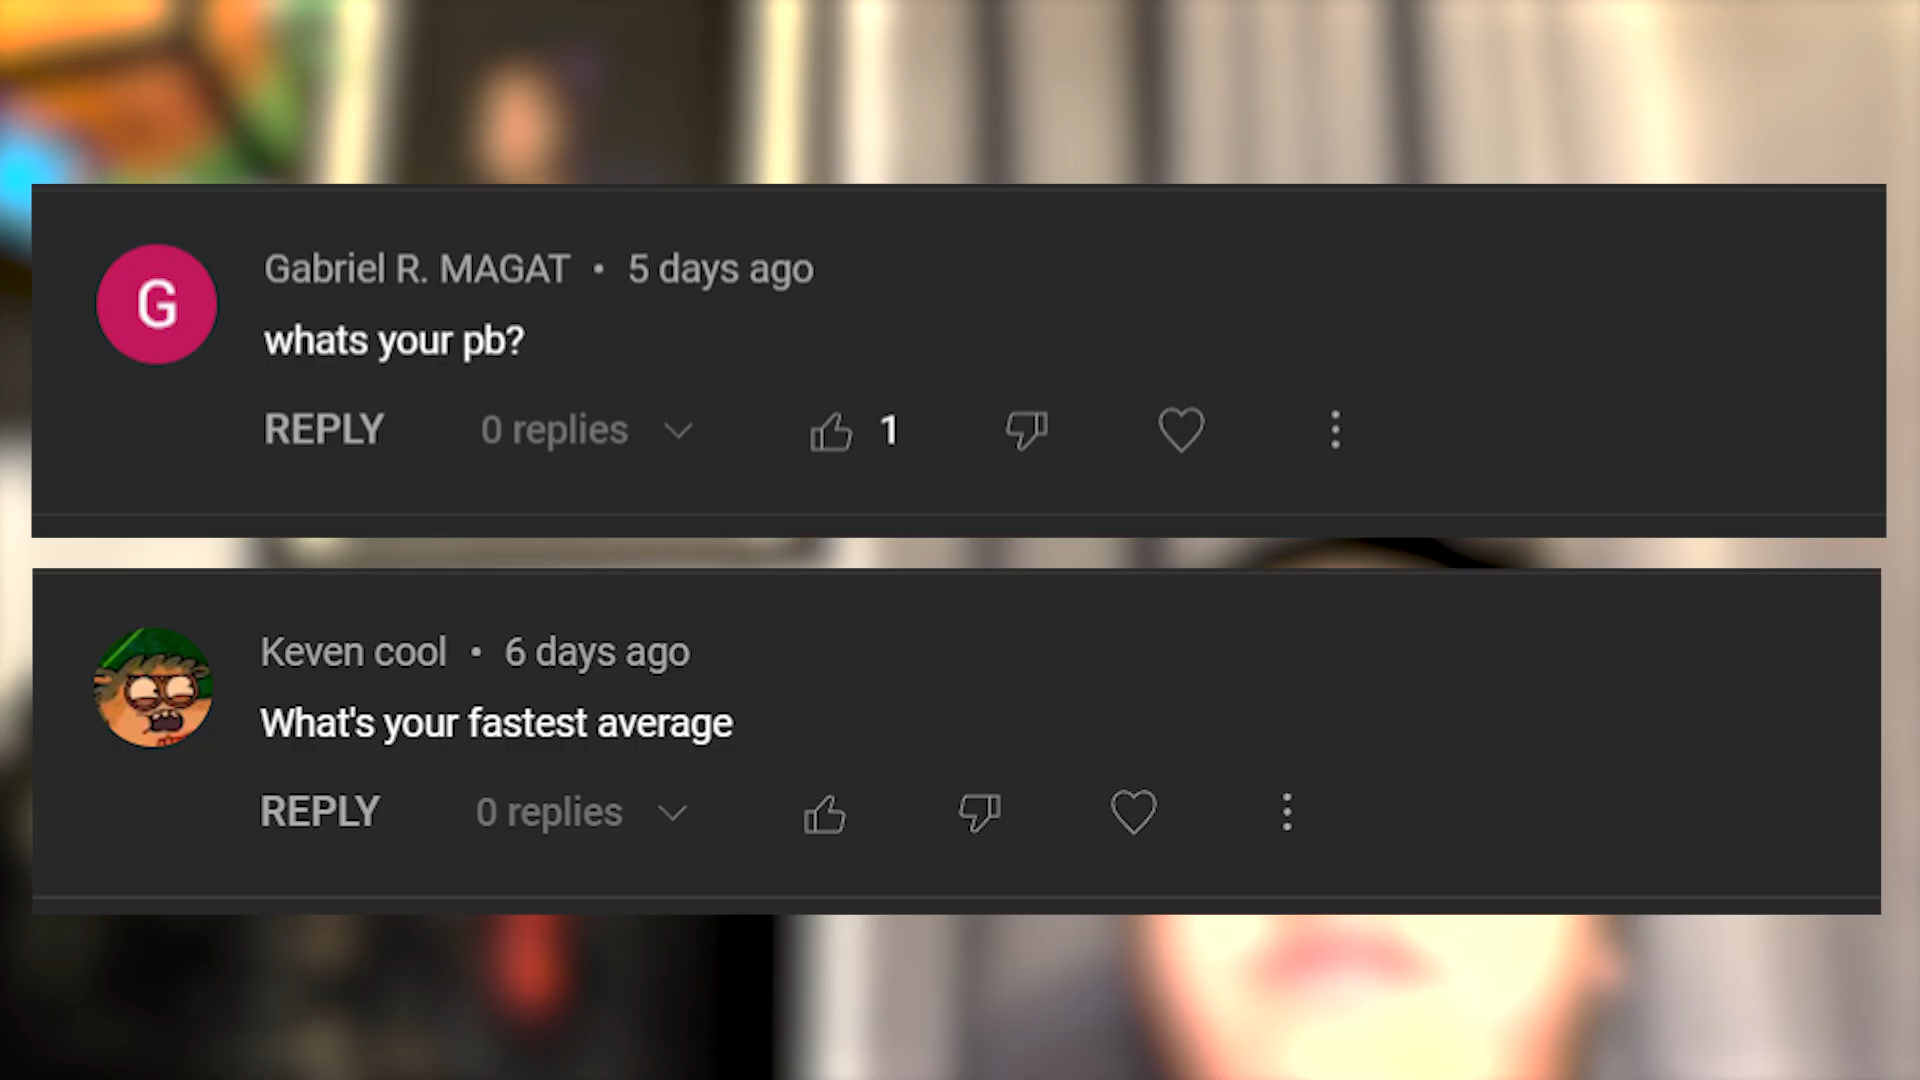 G
Gabriel R. MAGAT • 5 days ago
whats your pb?
REPLY 0 replies 1
Keven cool • 6 days ago
What's your fastest average
REPLY 0 replies